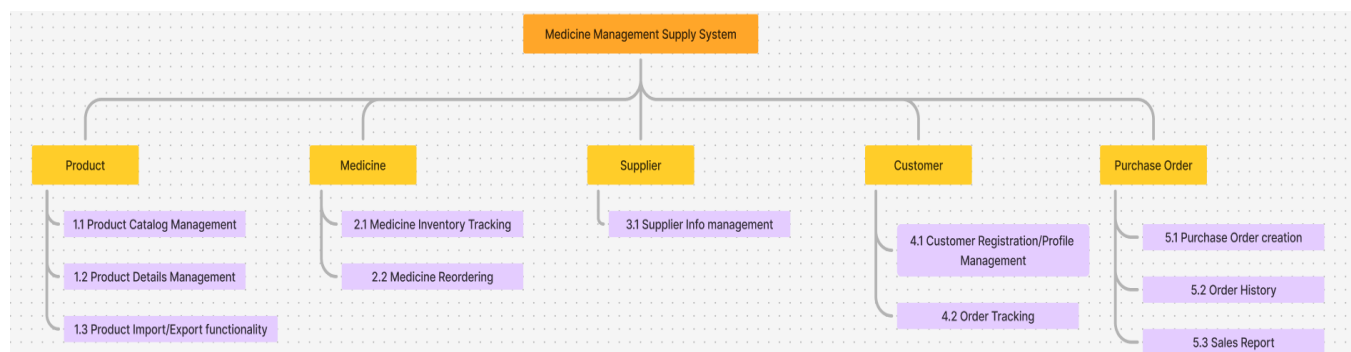 Medicine Management Supply System
Product
Medicine
Supplier
Customer
Purchase Order
1.1 Product Catalog Management
1.2 Product Details Management
1.3 Product Import/Export functionality
2.1 Medicine Inventory Tracking
2.2 Medicine Reordering
3.1 Supplier Info management
4.1 Customer Registration/Profile
Management
4.2 Order Tracking
5.1 Purchase Order creation
5.2 Order History
5.3 Sales Report